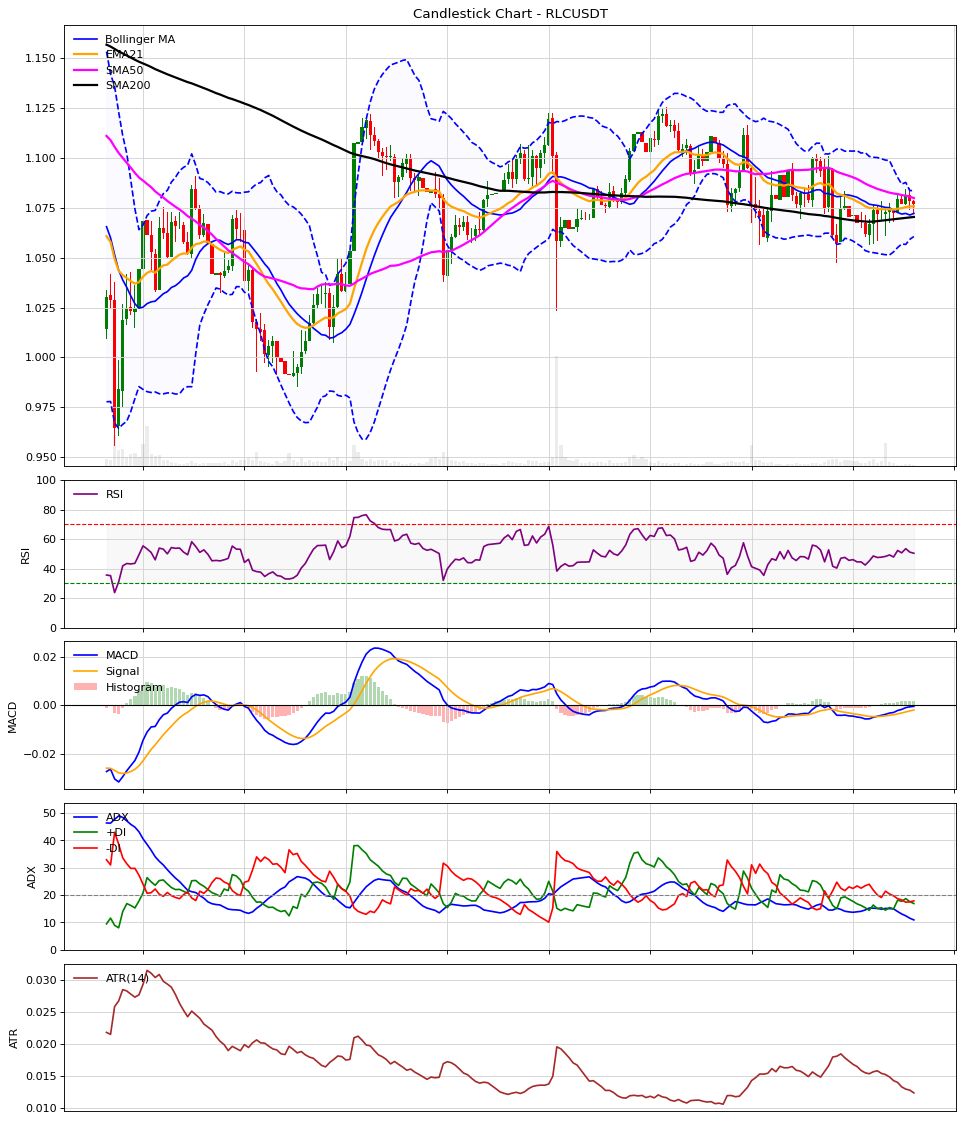 Candlestick Chart - RLCUSDT
Bollinger MA
EMA21
SMA50
SMA200
1.150
1.125
1.100
1.075
1.050
1.025
1.000
0.975
0.950
RSI
RSI
100
80
60
40
20
0
MACD
Signal
Histogram
MACD
0.02
0.00
−0.02
ADX
+DI
-DI
ADX
50
40
30
20
10
0
ATR(14)
ATR
0.030
0.025
0.020
0.015
0.010